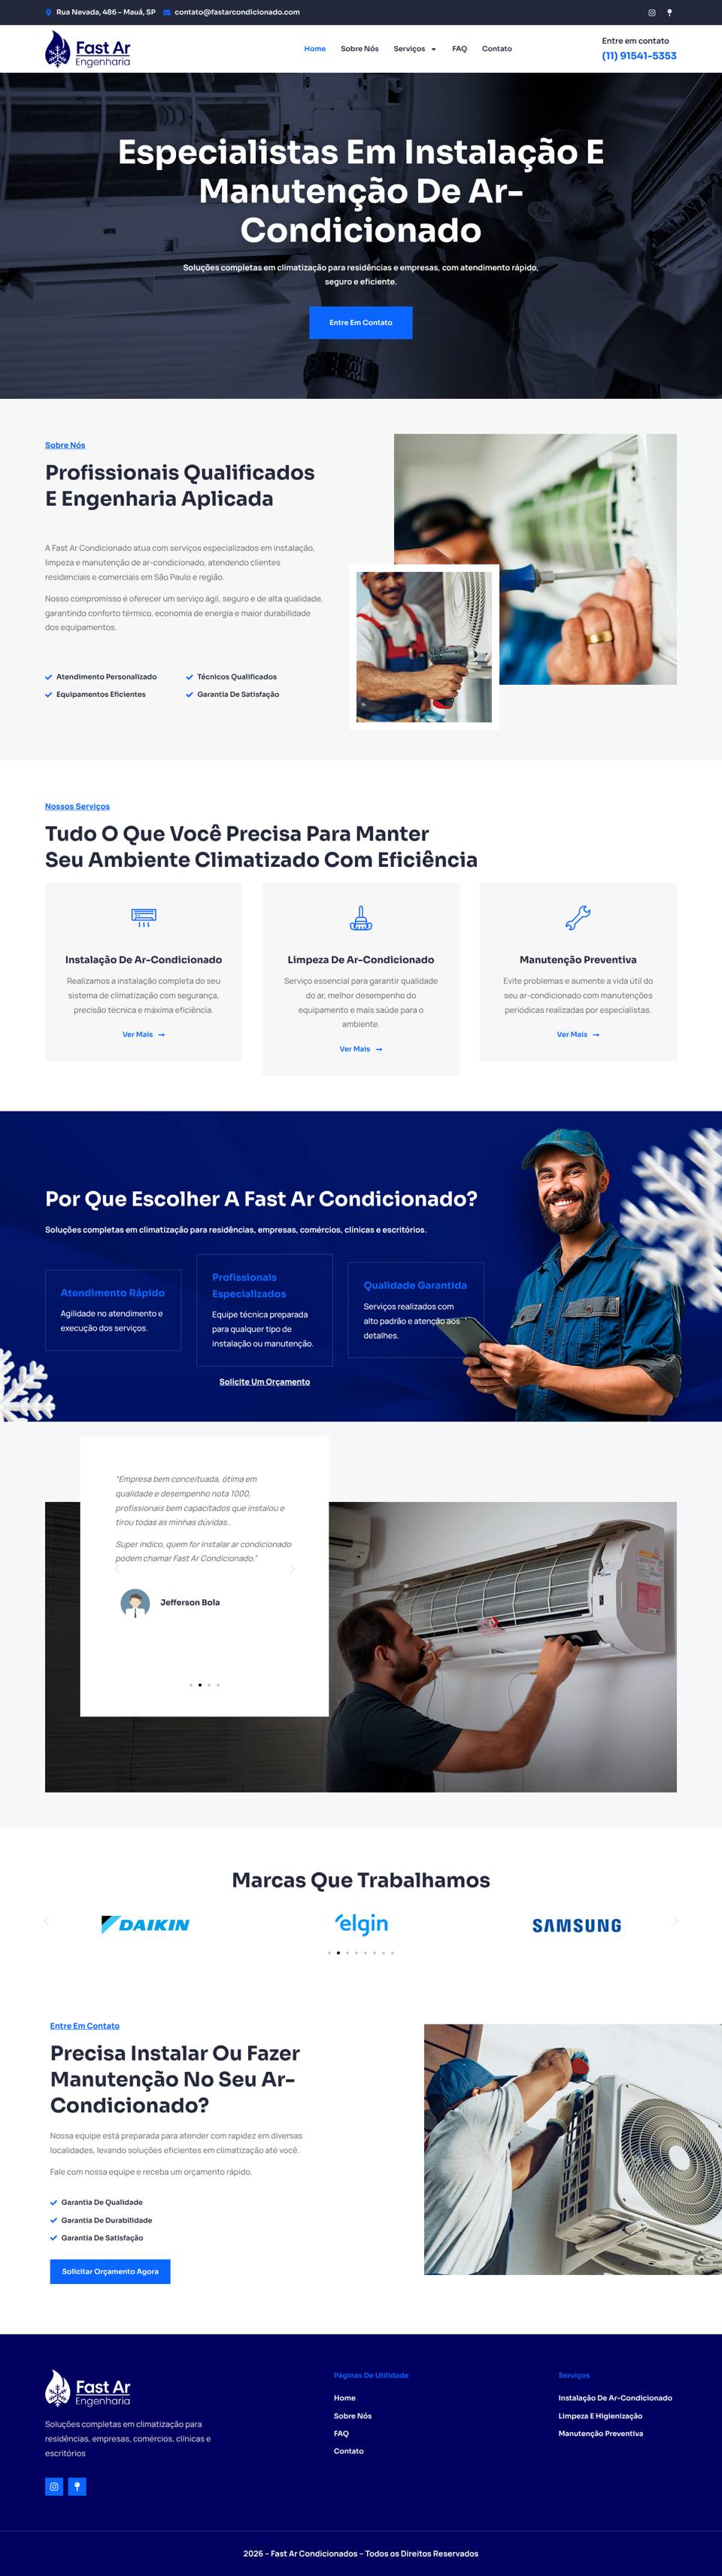 Rua Nevada, 486 – Mauá, SP
contato@fastarcondicionado.com
Fast Ar
Engenharia
Home
Sobre Nós
Serviços
FAQ
Contato
Entre em contato
(11) 91541-5353
Especialistas Em Instalação E
Manutenção De Ar-
Condicionado
Soluções completas em climatização para residências e empresas, com atendimento rápido,
seguro e eficiente.
Entre Em Contato
Sobre Nós
Profissionais Qualificados
E Engenharia Aplicada
A Fast Ar Condicionado atua com serviços especializados em instalação,
limpeza e manutenção de ar-condicionado, atendendo clientes
residenciais e comerciais em São Paulo e região.
Nosso compromisso é oferecer um serviço ágil, seguro e de alta qualidade,
garantindo conforto térmico, economia de energia e maior durabilidade
dos equipamentos.
Atendimento Personalizado
Técnicos Qualificados
Equipamentos Eficientes
Garantia De Satisfação
Nossos Serviços
Tudo O Que Você Precisa Para Manter
Seu Ambiente Climatizado Com Eficiência
Instalação De Ar-Condicionado
Realizamos a instalação completa do seu
sistema de climatização com segurança,
precisão técnica e máxima eficiência.
Ver Mais
Limpeza De Ar-Condicionado
Serviço essencial para garantir qualidade
do ar, melhor desempenho do
equipamento e mais saúde para o
ambiente.
Ver Mais
Manutenção Preventiva
Evite problemas e aumente a vida útil do
seu ar-condicionado com manutenções
periódicas realizadas por especialistas.
Ver Mais
Por Que Escolher A Fast Ar Condicionado?
Soluções completas em climatização para residências, empresas, comércios, clínicas e escritórios.
Atendimento Rápido
Agilidade no atendimento e
execução dos serviços.
Profissionais
Especializados
Equipe técnica preparada
para qualquer tipo de
instalação ou manutenção.
Qualidade Garantida
Serviços realizados com
alto padrão e atenção aos
detalhes.
Solicite Um Orçamento
"Empresa bem conceituada, ótima em
qualidade e desempenho nota 1000,
profissionais bem capacitados que instalou e
tirou todas as minhas dúvidas..
Super indico, quem for instalar ar condicionado
podem chamar Fast Ar Condicionado."
Jefferson Bola
Marcas Que Trabalhamos
DAIKIN
elgin
SAMSUNG
Entre Em Contato
Precisa Instalar Ou Fazer
Manutenção No Seu Ar-
Condicionado?
Nossa equipe está preparada para atender com rapidez em diversas
localidades, levando soluções eficientes em climatização até você.
Fale com nossa equipe e receba um orçamento rápido.
Garantia De Qualidade
Garantia De Durabilidade
Garantia De Satisfação
Solicitar Orçamento Agora
Fast Ar
Engenharia
Soluções completas em climatização para
residências, empresas, comércios, clínicas e
escritórios
Páginas De Utilidade
Home
Sobre Nós
FAQ
Contato
Serviços
Instalação De Ar-Condicionado
Limpeza E Higienização
Manutenção Preventiva
2026 – Fast Ar Condicionados – Todos os Direitos Reservados